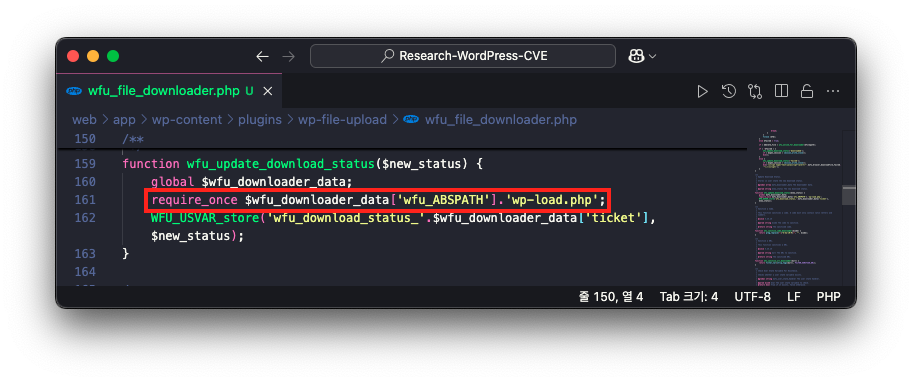 Research-WordPress-CVE
php wfu_file_downloader.php U ×
web > app > wp-content > plugins > wp-file-upload > php wfu_file_downloader.php
150 /**
159 function wfu_update_download_status($new_status) {
160 global $wfu_downloader_data;
161 require_once $wfu_downloader_data['wfu_ABSPATH'].'wp-load.php';
162 WFU_USVAR_store('wfu_download_status_'.$wfu_downloader_data['ticket'],
$new_status);
163 }
164
줄 150, 열 4 Tab 크기: 4 UTF-8 LF PHP